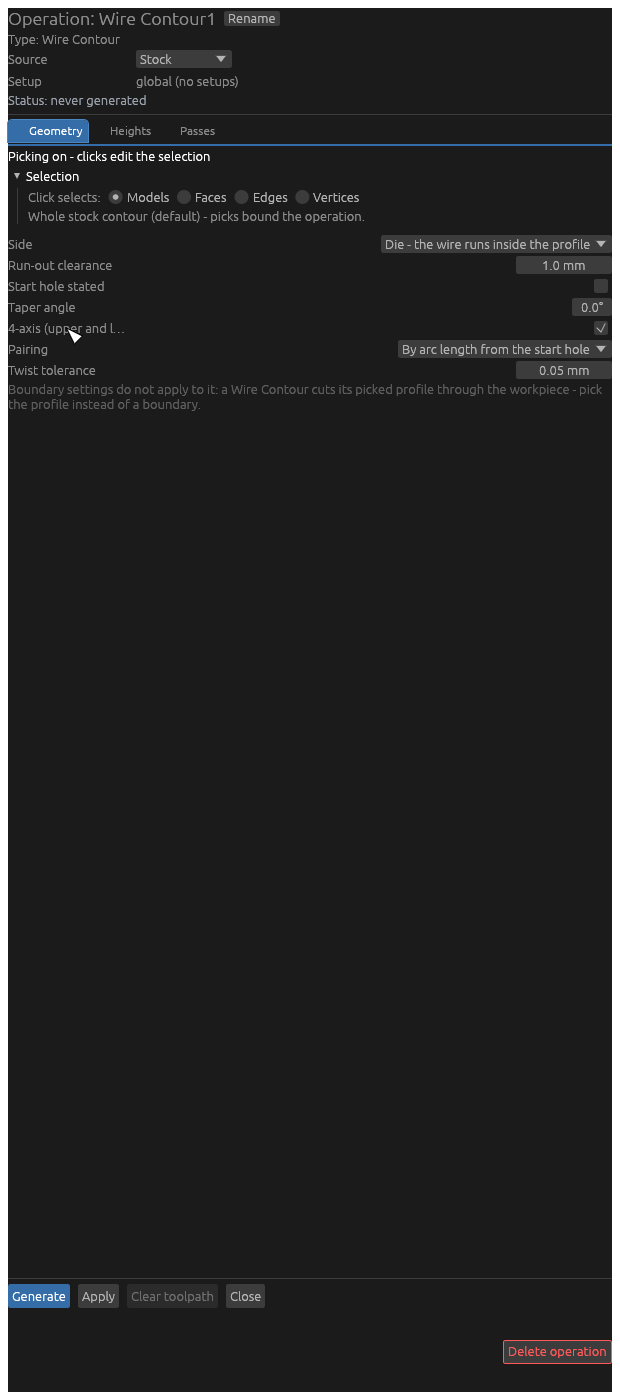 Operation: Wire Contour1 Rename
Type: Wire Contour
Source Stock
Setup global (no setups)
Status: never generated
Geometry Heights Passes
Picking on - clicks edit the selection
Selection
Click selects: Models Faces Edges Vertices
Whole stock contour (default) - picks bound the operation.
Side Die - the wire runs inside the profile
Run-out clearance 1.0 mm
Start hole stated
Taper angle 0.0°
4-axis (upper and l…
Pairing By arc length from the start hole
Twist tolerance 0.05 mm
Boundary settings do not apply to it: a Wire Contour cuts its picked profile through the workpiece - pick
the profile instead of a boundary.
Generate Apply Clear toolpath Close
Delete operation